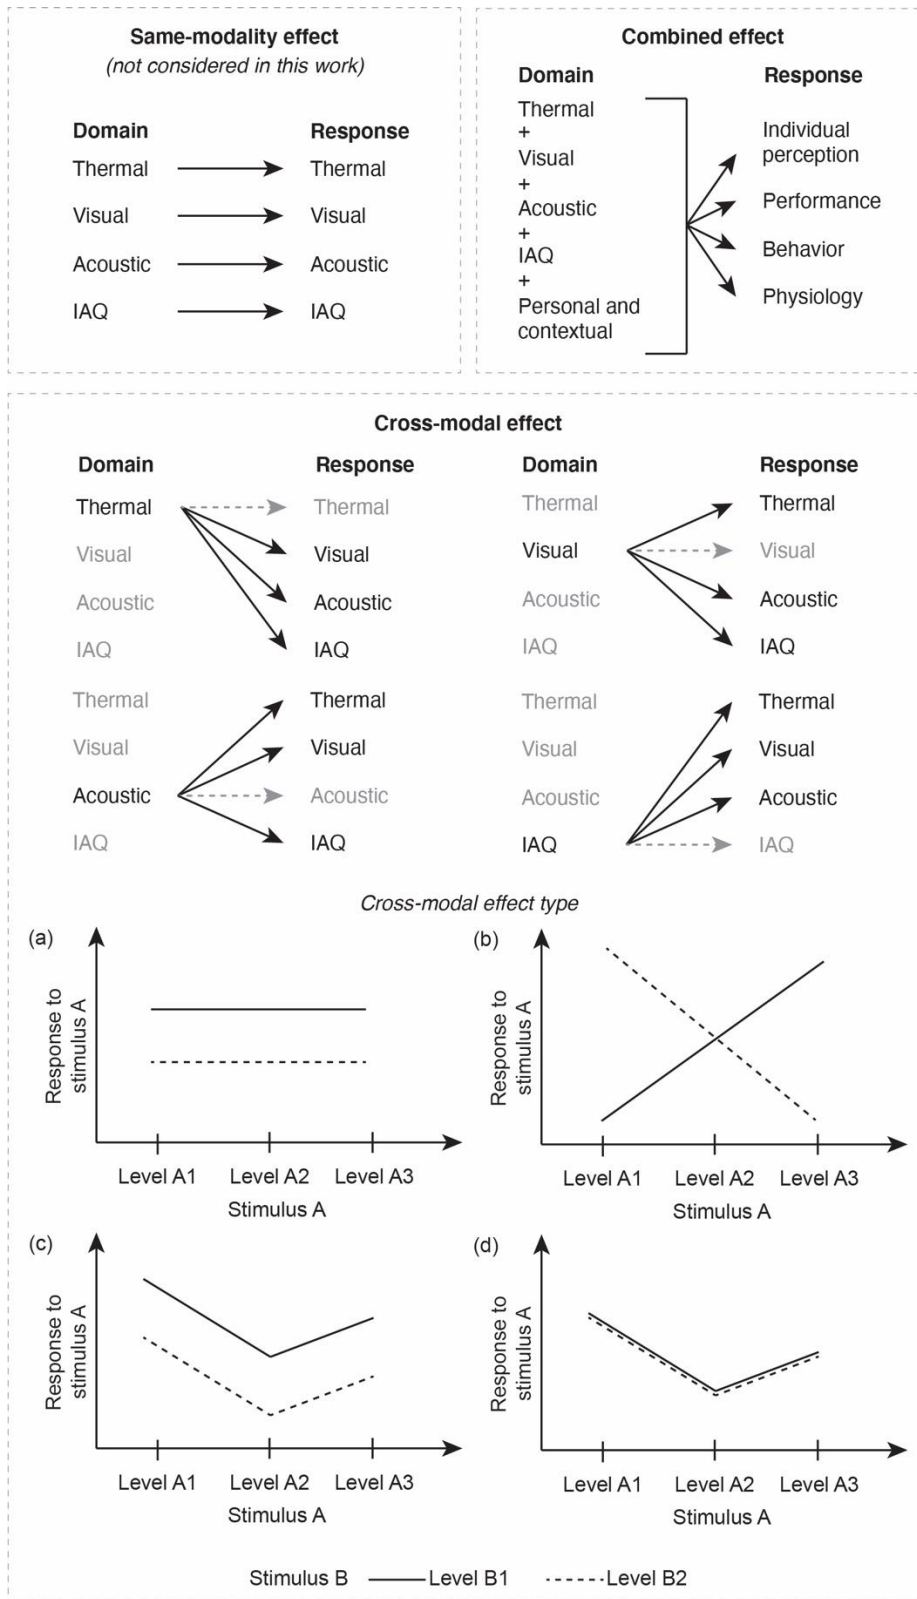 Same-modality effect
(not considered in this work)
Domain Response
Thermal Thermal
Visual Visual
Acoustic Acoustic
IAQ IAQ
Combined effect
Domain Response
Thermal
+
Visual
+
Acoustic
+
IAQ
+
Personal and
contextual
Individual
perception
Performance
Behavior
Physiology
Cross-modal effect
Domain Response
Thermal Thermal
Visual Visual
Acoustic Acoustic
IAQ IAQ
Domain Response
Thermal Thermal
Visual Visual
Acoustic Acoustic
IAQ IAQ
Thermal Thermal
Visual Visual
Acoustic Acoustic
IAQ IAQ
Thermal Thermal
Visual Visual
Acoustic Acoustic
IAQ IAQ
Cross-modal effect type
(a)
Response to
stimulus A
Level A1 Level A2 Level A3
Stimulus A
(b)
Response to
stimulus A
Level A1 Level A2 Level A3
Stimulus A
(c)
Response to
stimulus A
Level A1 Level A2 Level A3
Stimulus A
(d)
Response to
stimulus A
Level A1 Level A2 Level A3
Stimulus A
Stimulus B Level B1 Level B2